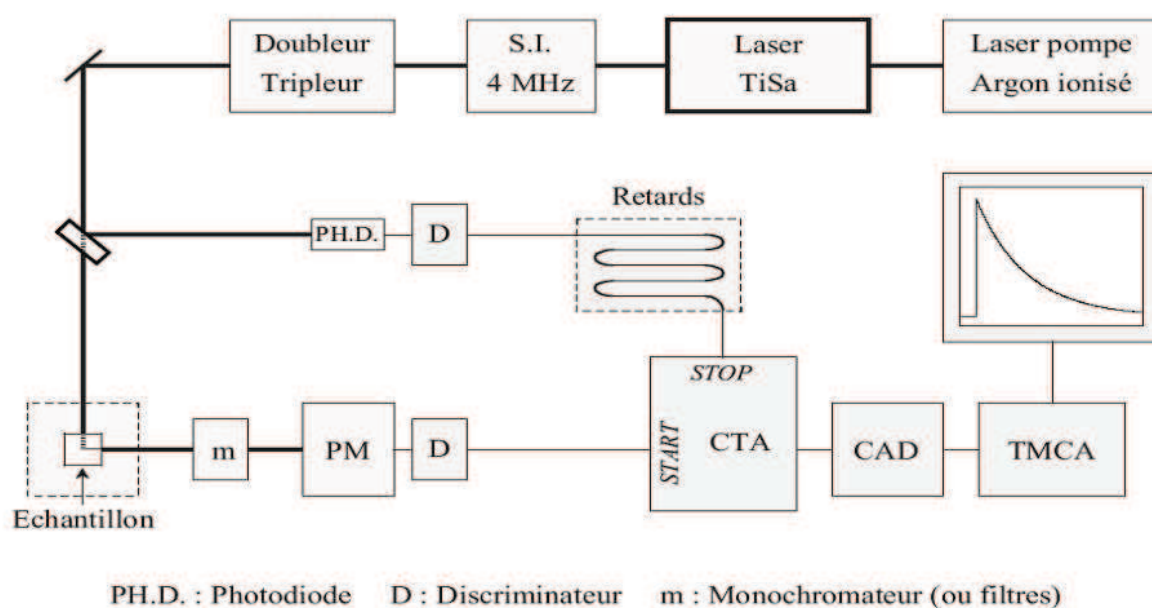 Doubleur
Tripleur
S.I.
4 MHz
Laser
TiSa
Laser pompe
Argon ionisé
Retards
PH.D.
D
STOP
START
CTA
CAD
TMCA
m
PM
D
Echantillon
PH.D. : Photodiode D : Discriminateur m : Monochromateur (ou filtres)